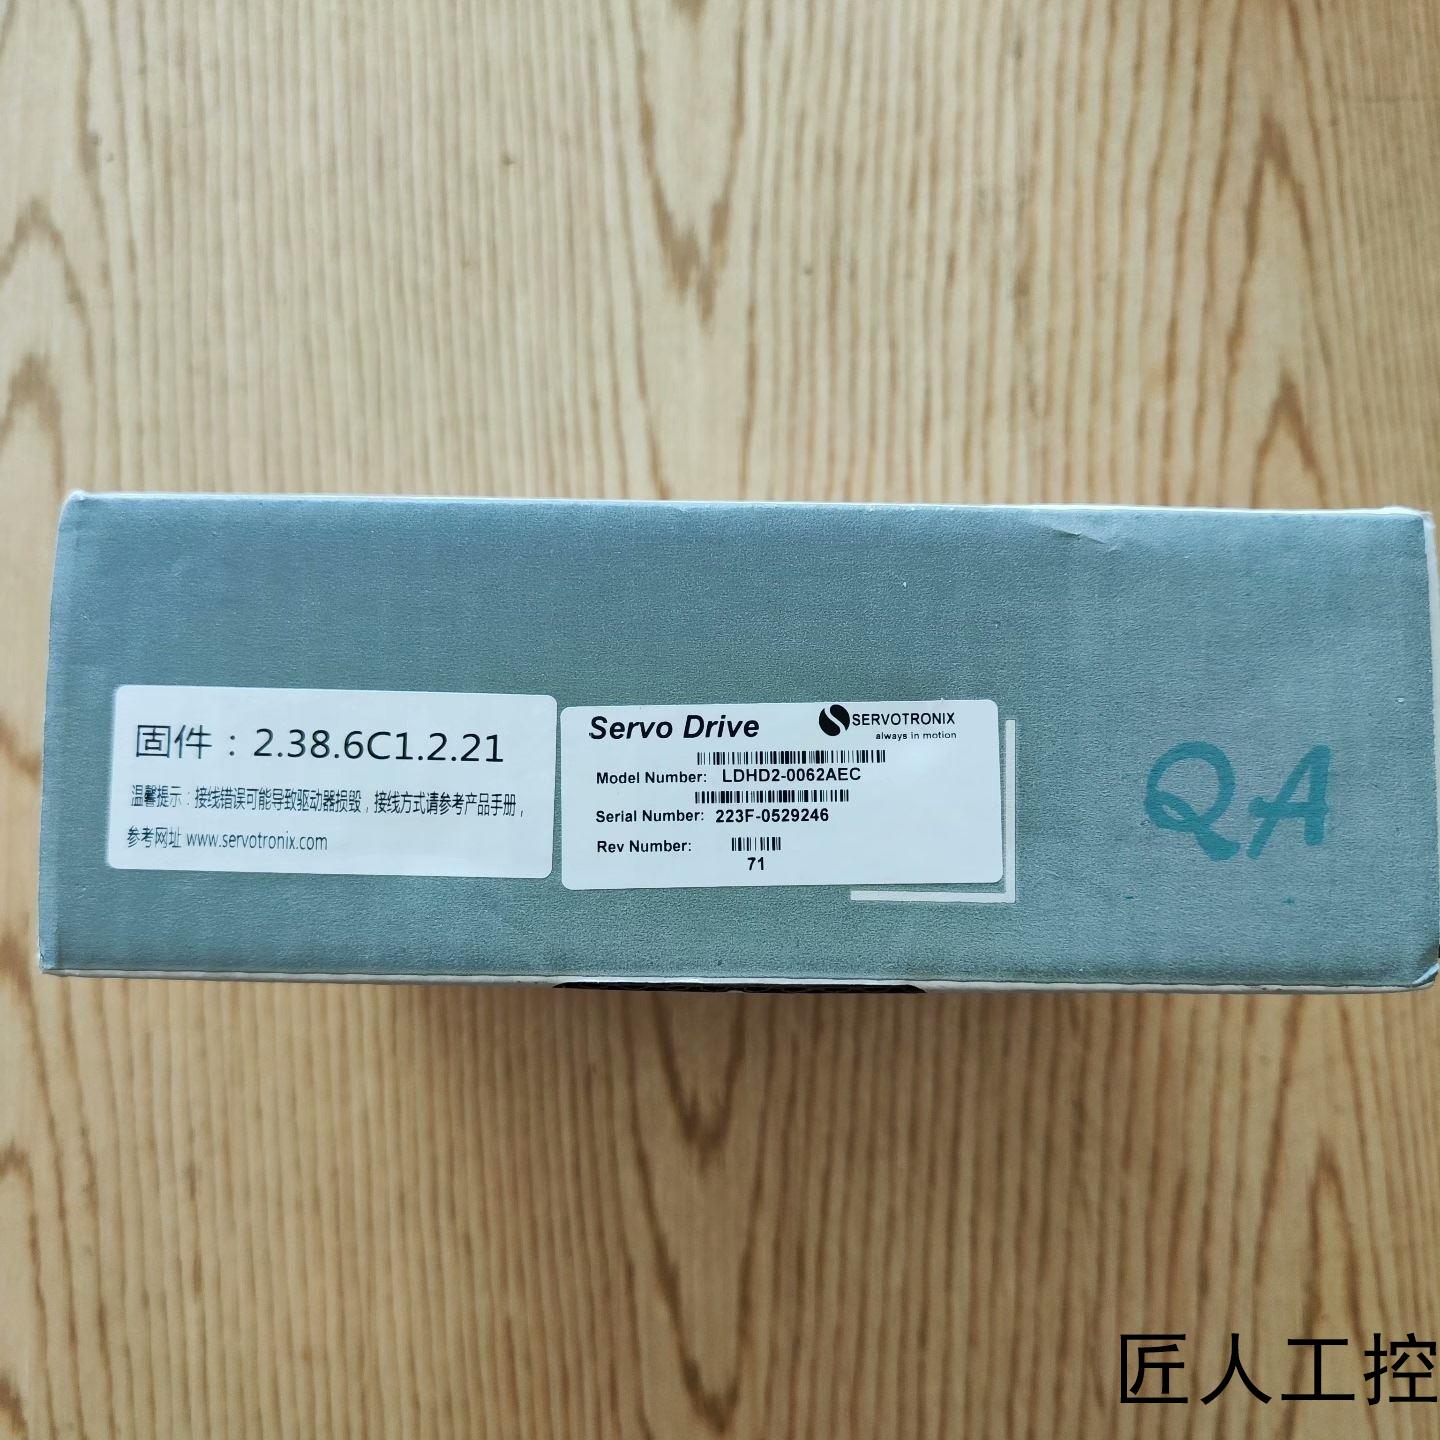 固件：2.38.6C1.2.21
温馨提示：接线错误可能导致驱动器损毁，接线方式请参考产品手册，
参考网址 www.servotronix.com
Servo Drive
SERVOTRONIX
always in motion
Model Number: LDHD2-0062AEC
Serial Number: 223F-0529246
Rev Number:
71
QA
匠人工控